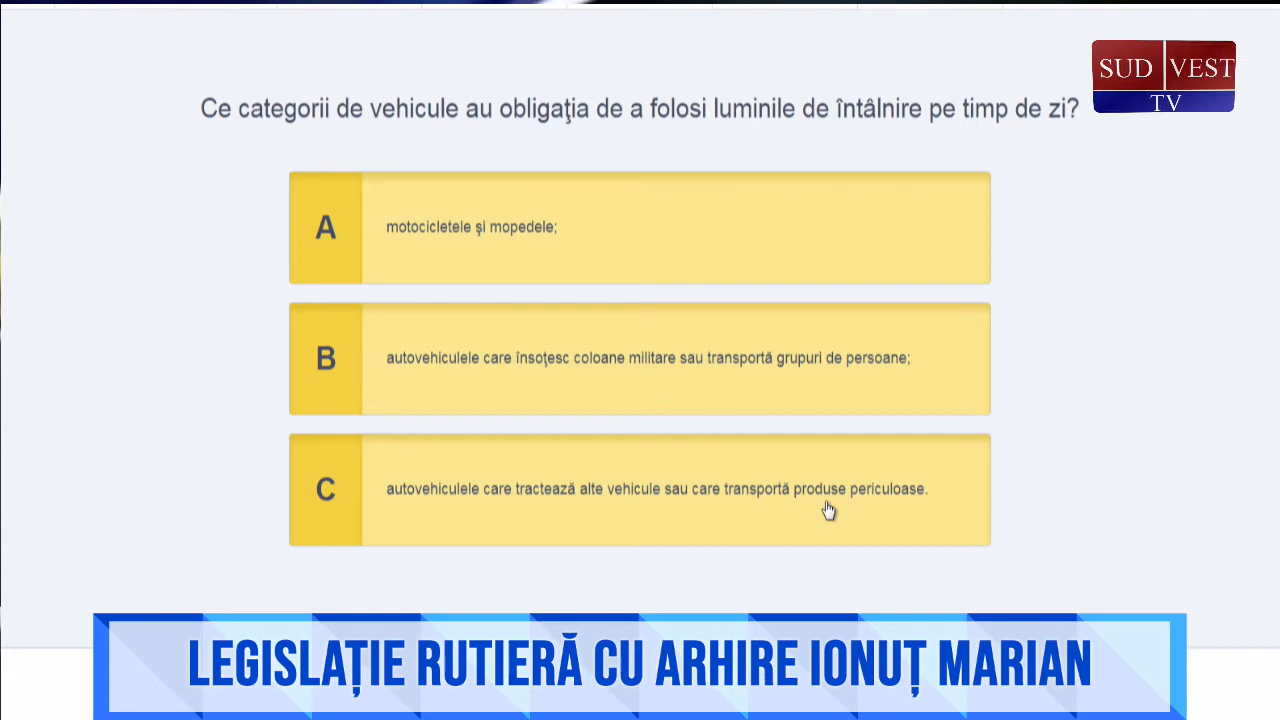 SUD VEST
TV
Ce categorii de vehicule au obligaţia de a folosi luminile de întâlnire pe timp de zi?
A
motocicletele şi mopedele;
B
autovehiculele care însoţesc coloane militare sau transportă grupuri de persoane;
C
autovehiculele care tractează alte vehicule sau care transportă produse periculoase.
LEGISLAȚIE RUTIERĂ CU ARHIRE IONUȚ MARIAN